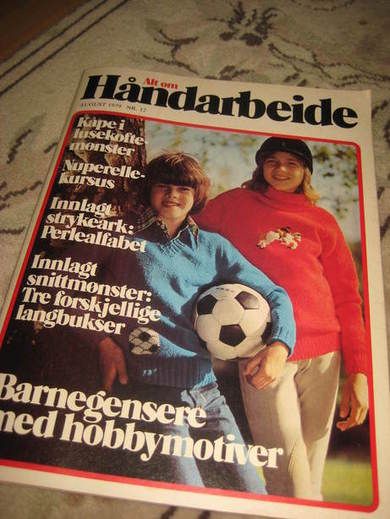 Alt om
Håndarbeide
AUGUST 1979 NR. 12
Kåpe i
lusekofte-
mønster
Nuperelle-
Kursus
Innlagt
strykeark:
Perlealfabet
Innlagt
snittmønster:
Tre forskjellige
langbukser
Barnegensere
med hobbymotiver